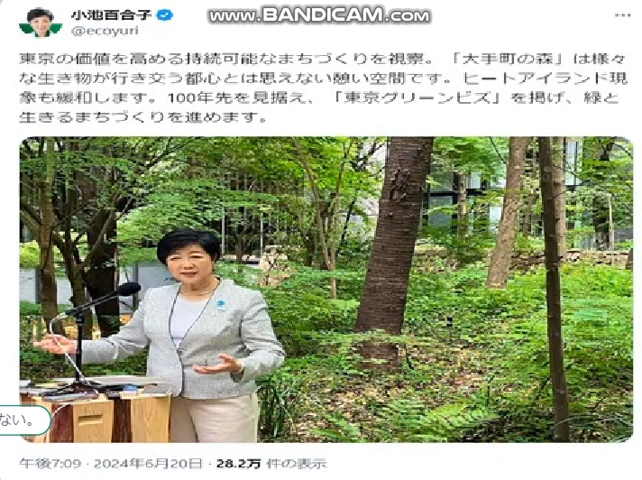 小池百合子
www.BANDICAM.com
@ecoyuri
東京の価値を高める持続可能なまちづくりを視察。「大手町の森」は様々
な生き物が行き交う都心とは思えない憩い空間です。ヒートアイランド現
象も緩和します。100年先を見据え、「東京グリーンビズ」を掲げ、緑と
生きるまちづくりを進めます。
ない。
午後7:09 · 2024年6月20日 · 28.2万 件の表示